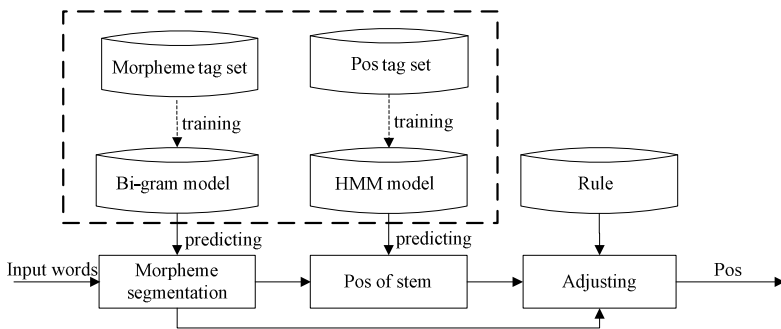 Morpheme tag set
Pos tag set
training
training
Bi-gram model
HMM model
Rule
predicting
predicting
Input words
Morpheme
segmentation
Pos of stem
Adjusting
Pos